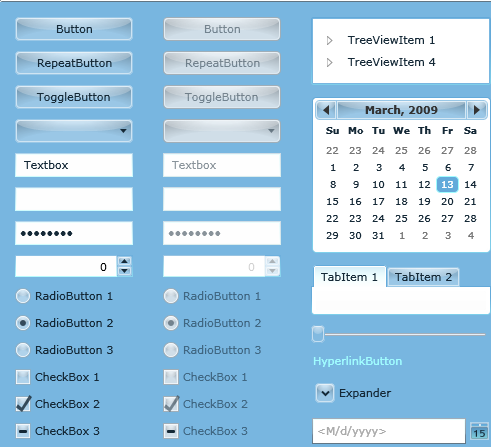 Button
RepeatButton
ToggleButton
Textbox
0
RadioButton 1
RadioButton 2
RadioButton 3
CheckBox 1
CheckBox 2
CheckBox 3
Button
RepeatButton
ToggleButton
Textbox
0
RadioButton 1
RadioButton 2
RadioButton 3
CheckBox 1
CheckBox 2
CheckBox 3
TreeViewItem 1
TreeViewItem 4
March, 2009
Su Mo Tu We Th Fr Sa
22 23 24 25 26 27 28
1 2 3 4 5 6 7
8 9 10 11 12 13 14
15 16 17 18 19 20 21
22 23 24 25 26 27 28
29 30 31 1 2 3 4
TabItem 1 TabItem 2
HyperlinkButton
Expander
<M/d/yyyy> 15